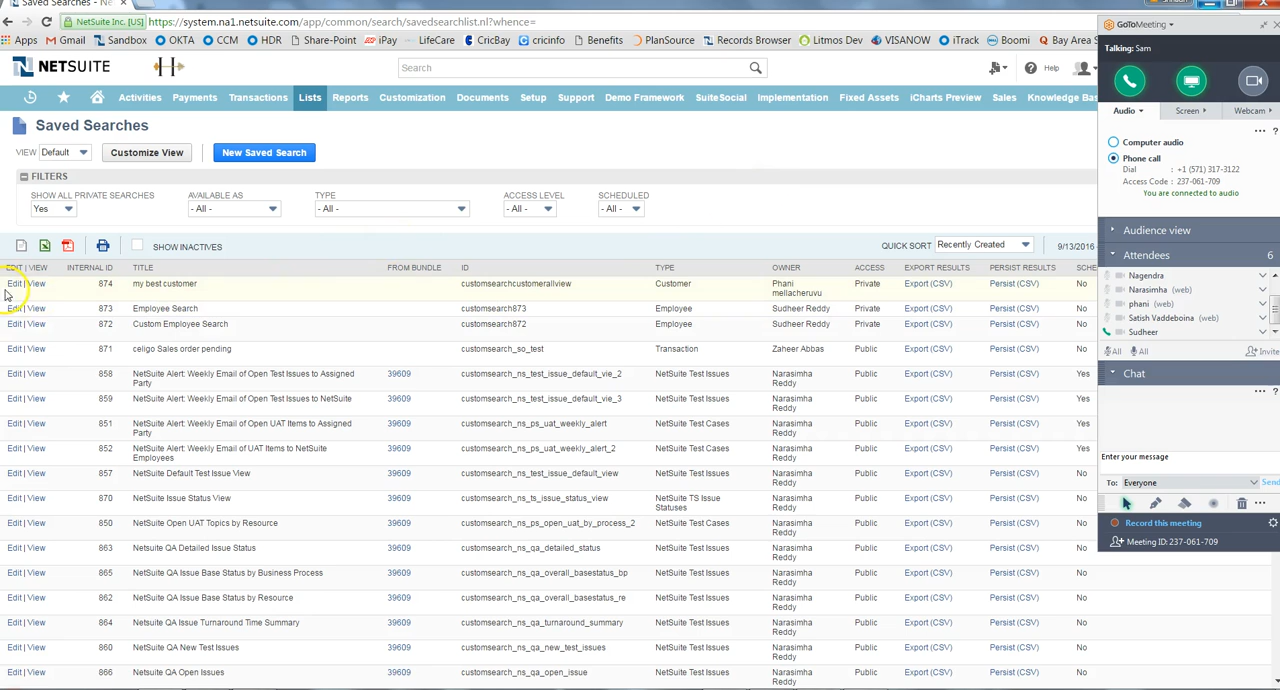 Saved Searches - NetSuite
NetSuite Inc. [US] https://system.na1.netsuite.com/app/common/search/savedsearchlist.nl?whence=
Apps Gmail Sandbox OKTA CCM HDR Share-Point iPay LifeCare CricBay cricinfo Benefits PlanSource Records Browser Litmos Dev VISANOW iTrack Boomi Bay Area
N NETSUITE Search Help
Activities Payments Transactions Lists Reports Customization Documents Setup Support Demo Framework SuiteSocial Implementation Fixed Assets iCharts Preview Sales Knowledge
Saved Searches
VIEW Default Customize View New Saved Search
FILTERS
SHOW ALL PRIVATE SEARCHES AVAILABLE AS TYPE ACCESS LEVEL SCHEDULED
Yes - All - - All - - All - - All -
SHOW INACTIVES QUICK SORT Recently Created 9/13/2016
EDIT | VIEW INTERNAL ID TITLE FROM BUNDLE ID TYPE OWNER ACCESS EXPORT RESULTS PERSIST RESULTS
Edit | View 874 my best customer customsearchcustomerallview Customer Phani mellacheruvu Private Export (CSV) Persist (CSV) No
Edit | View 873 Employee Search customsearch873 Employee Sudheer Reddy Private Export (CSV) Persist (CSV) No
Edit | View 872 Custom Employee Search customsearch872 Employee Sudheer Reddy Private Export (CSV) Persist (CSV) No
Edit | View 871 celigo Sales order pending customsearch_so_test Transaction Zaheer Abbas Public Export (CSV) Persist (CSV) No
Edit | View 858 NetSuite Alert: Weekly Email of Open Test Issues to Assigned Party 39609 customsearch_ns_test_issue_default_vie_2 NetSuite Test Issues Narasimha Reddy Public Export (CSV) Persist (CSV) Yes
Edit | View 859 NetSuite Alert: Weekly Email of Open Test Issues to NetSuite 39609 customsearch_ns_test_issue_default_vie_3 NetSuite Test Issues Narasimha Reddy Public Export (CSV) Persist (CSV) Yes
Edit | View 851 NetSuite Alert: Weekly Email of Open UAT Items to Assigned Party 39609 customsearch_ns_ps_uat_weekly_alert NetSuite Test Cases Narasimha Reddy Public Export (CSV) Persist (CSV) Yes
Edit | View 852 NetSuite Alert: Weekly Email of UAT Items to NetSuite Employees 39609 customsearch_ns_ps_uat_weekly_alert_2 NetSuite Test Cases Narasimha Reddy Public Export (CSV) Persist (CSV) Yes
Edit | View 857 NetSuite Default Test Issue View 39609 customsearch_ns_test_issue_default_view NetSuite Test Issues Narasimha Reddy Public Export (CSV) Persist (CSV) No
Edit | View 870 NetSuite Issue Status View 39609 customsearch_ns_ts_issue_status_view NetSuite TS Issue Statuses Narasimha Reddy Public Export (CSV) Persist (CSV) No
Edit | View 850 NetSuite Open UAT Topics by Resource 39609 customsearch_ns_ps_open_uat_by_process_2 NetSuite Test Cases Narasimha Reddy Public Export (CSV) Persist (CSV) No
Edit | View 863 Netsuite QA Detailed Issue Status 39609 customsearch_ns_qa_detailed_status NetSuite Test Issues Narasimha Reddy Public Export (CSV) Persist (CSV) No
Edit | View 865 Netsuite QA Issue Base Status by Business Process 39609 customsearch_ns_qa_overall_basestatus_bp NetSuite Test Issues Narasimha Reddy Public Export (CSV) Persist (CSV) No
Edit | View 862 NetSuite QA Issue Base Status by Resource 39609 customsearch_ns_qa_overall_basestatus_re NetSuite Test Issues Narasimha Reddy Public Export (CSV) Persist (CSV) No
Edit | View 864 NetSuite QA Issue Turnaround Time Summary 39609 customsearch_ns_qa_turnaround_summary NetSuite Test Issues Narasimha Reddy Public Export (CSV) Persist (CSV) No
Edit | View 860 NetSuite QA New Test Issues 39609 customsearch_ns_qa_new_test_issues NetSuite Test Issues Narasimha Reddy Public Export (CSV) Persist (CSV) No
Edit | View 866 Netsuite QA Open Issues 39609 customsearch_ns_qa_open_issue NetSuite Test Issues Narasimha Reddy Public Export (CSV) Persist (CSV) No
GoToMeeting
Talking: Sam
Audio Screen Webcam
Computer audio
Phone call
Dial : +1 (571) 317-3122
Access Code : 237-061-709
You are connected to audio
Audience view
Attendees 6
Nagendra
Narasimha (web)
phani (web)
Satish Vaddeboina (web)
Sudheer
All All Invite
Chat
Enter your message
To: Everyone Send
Record this meeting
Meeting ID: 237-061-709